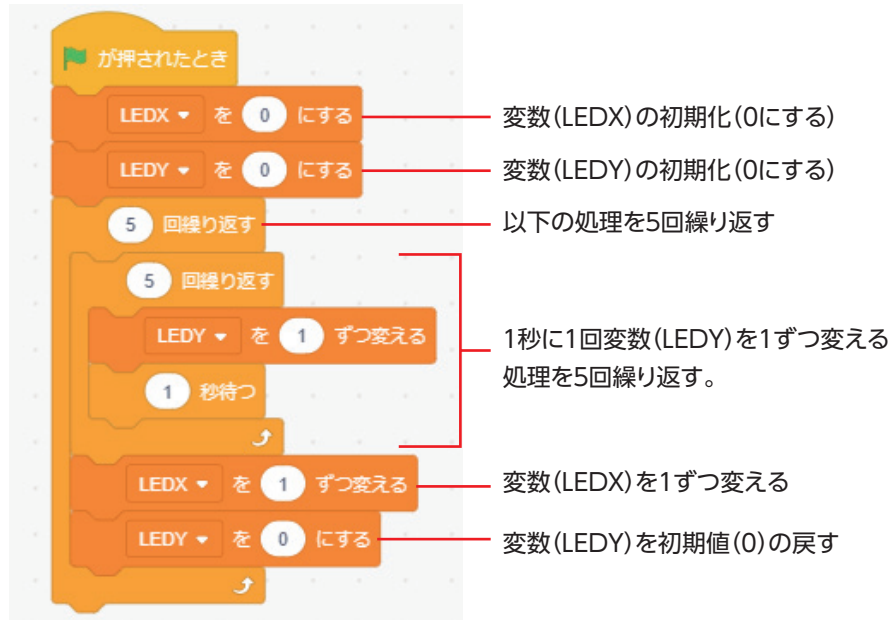 が押されたとき
LEDX を 0 にする
変数(LEDX)の初期化(0にする)
LEDY を 0 にする
変数(LEDY)の初期化(0にする)
5 回繰り返す
以下の処理を5回繰り返す
5 回繰り返す
LEDY を 1 ずつ変える
1秒に1回変数(LEDY)を1ずつ変える
処理を5回繰り返す。
1 秒待つ
LEDX を 1 ずつ変える
変数(LEDX)を1ずつ変える
LEDY を 0 にする
変数(LEDY)を初期値(0)の戻す